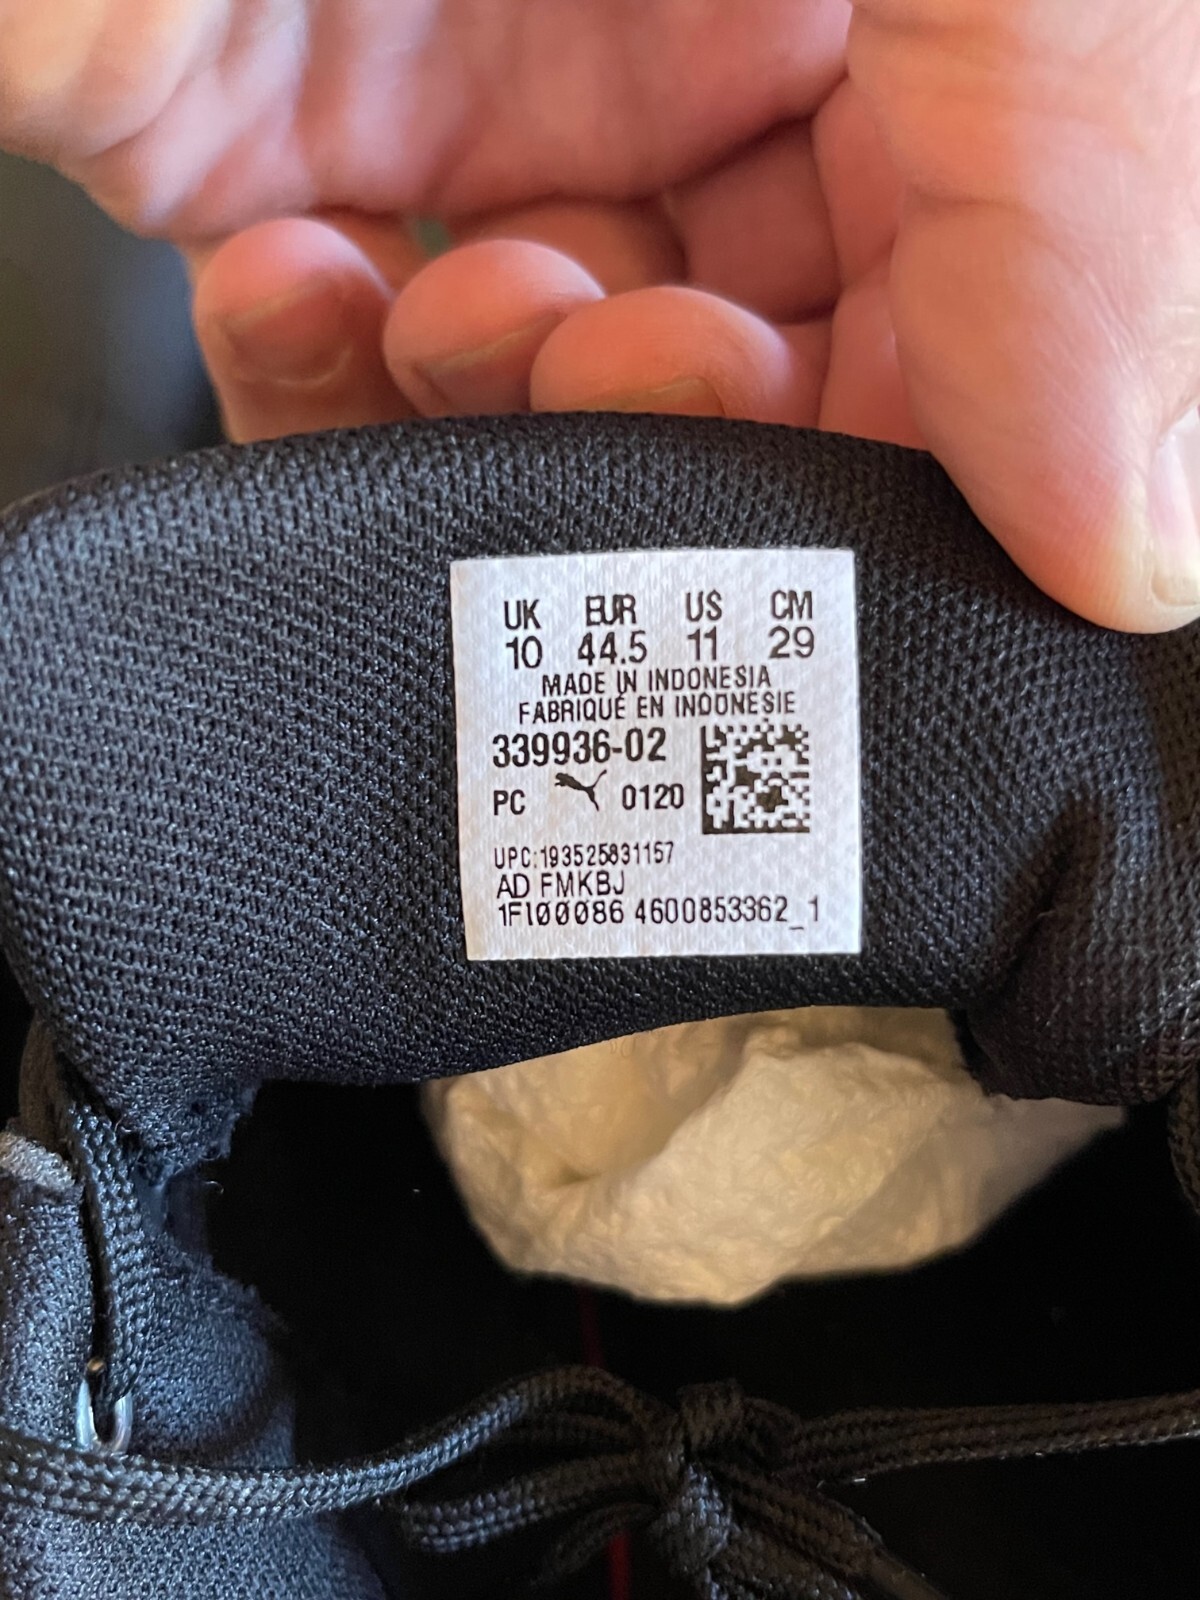 UK EUR US CM
10 44.5 11 29
MADE IN INDONESIA
FABRIQUÉ EN INDONESIE
339936-02
PC 0120
UPC:193525831157
AD FMKBJ
1FI00086 4600853362_1